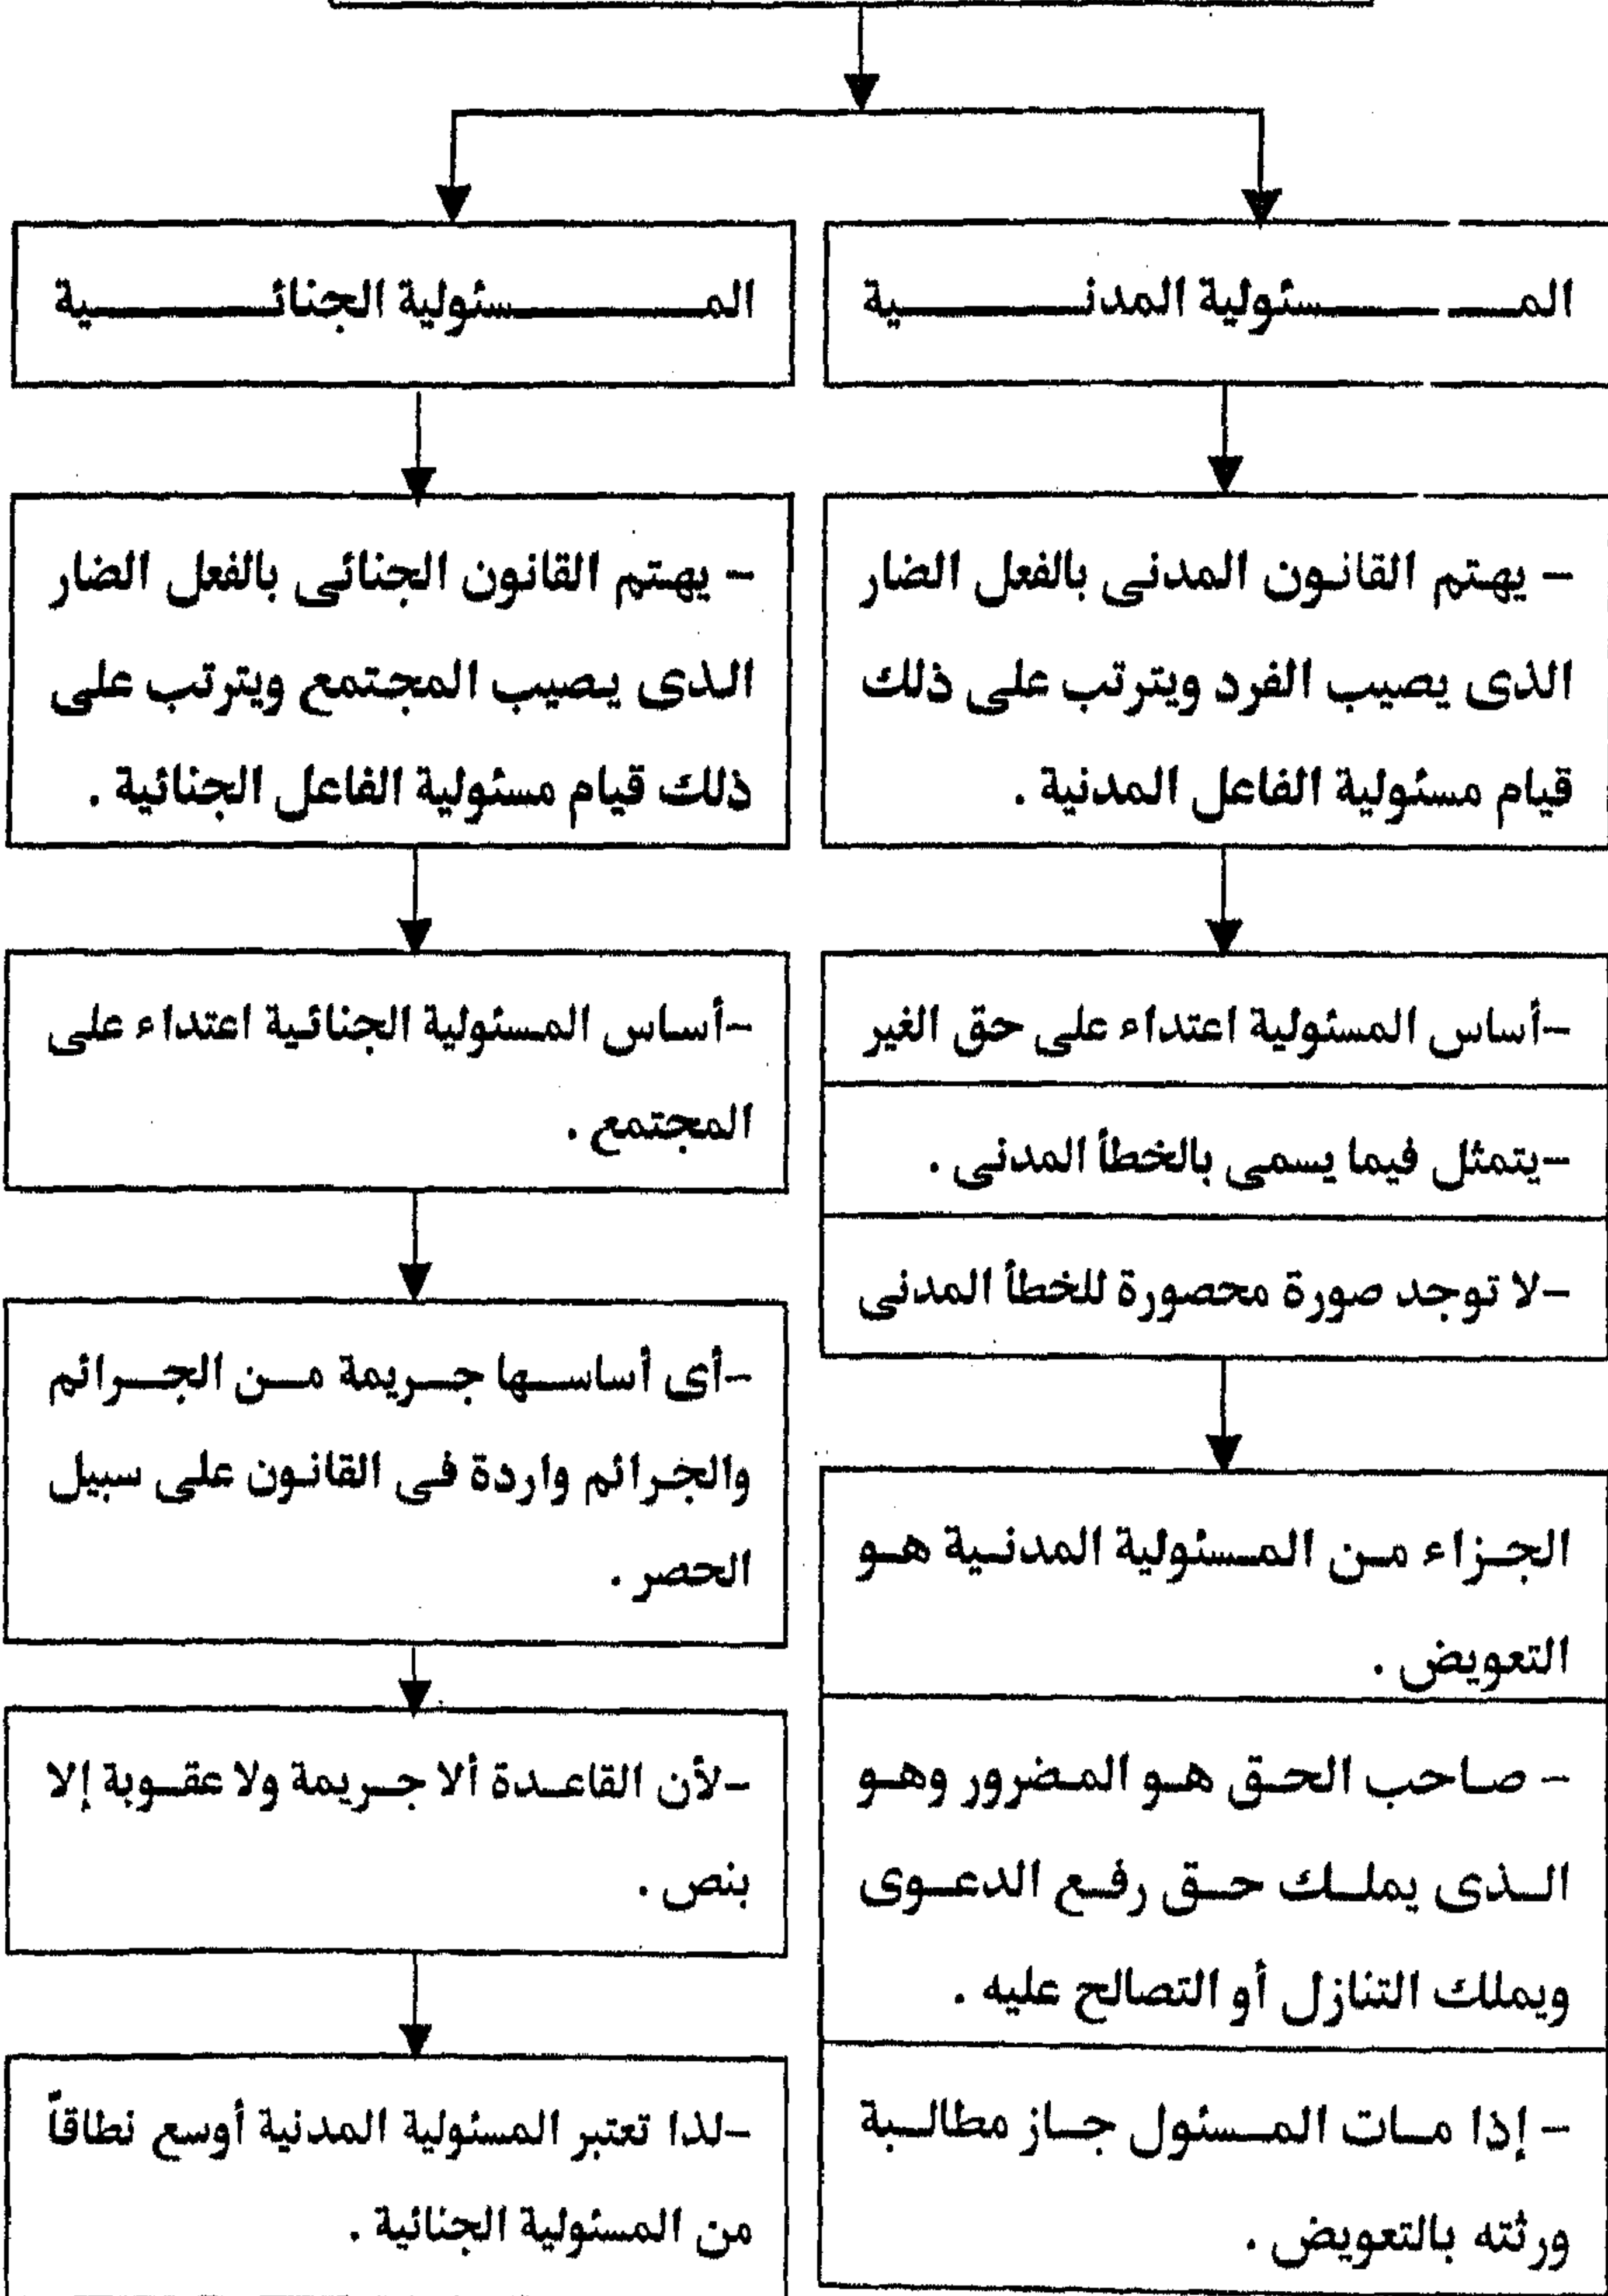 المسئولية المدنية
- يهتم القانون المدنى بالفعل الضار
الذى يصيب الفرد ويترتب على ذلك
قيام مسئولية الفاعل المدنية .
-أساس المسئولية اعتداء على حق الغير
-يتمثل فيما يسمى بالخطأ المدنى .
-لا توجد صورة محصورة للخطأ المدنى
الجزاء من المسئولية المدنية هو
التعويض .
- صاحب الحق هو المضرور وهو
الذى يملك حق رفع الدعوى
ويملك التنازل أو التصالح عليه .
- إذا مات المسئول جاز مطالبة
ورثته بالتعويض .
المسئولية الجنائية
- يهتم القانون الجنائى بالفعل الضار
الذى يصيب المجتمع ويترتب على
ذلك قيام مسئولية الفاعل الجنائية .
-أساس المسئولية الجنائية اعتداء على
المجتمع .
-أى أساسها جريمة من الجرائم
والجرائم واردة فى القانون على سبيل
الحصر .
-لأن القاعدة ألا جريمة ولا عقوبة إلا
بنص .
-لذا تعتبر المسئولية المدنية أوسع نطاقاً
من المسئولية الجنائية .